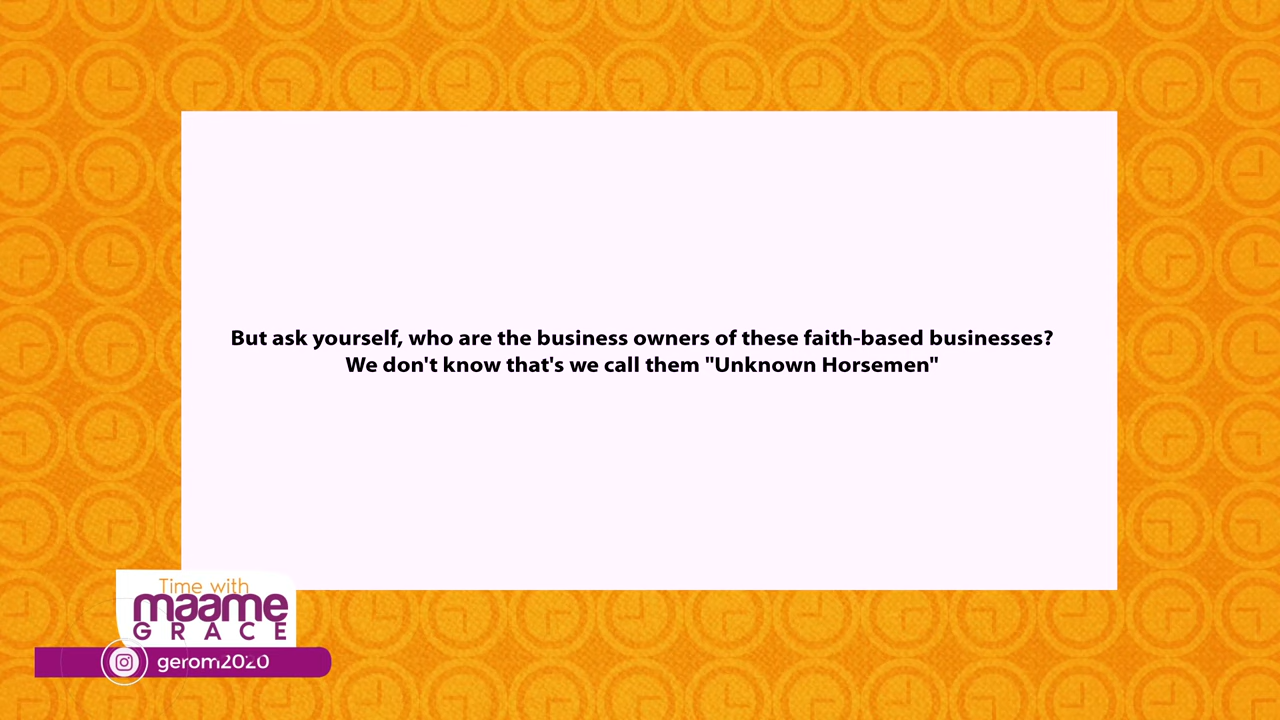 But ask yourself, who are the business owners of these faith-based businesses?
We don't know that's we call them "Unknown Horsemen"
Time with
maame
GRACE
gerom2020